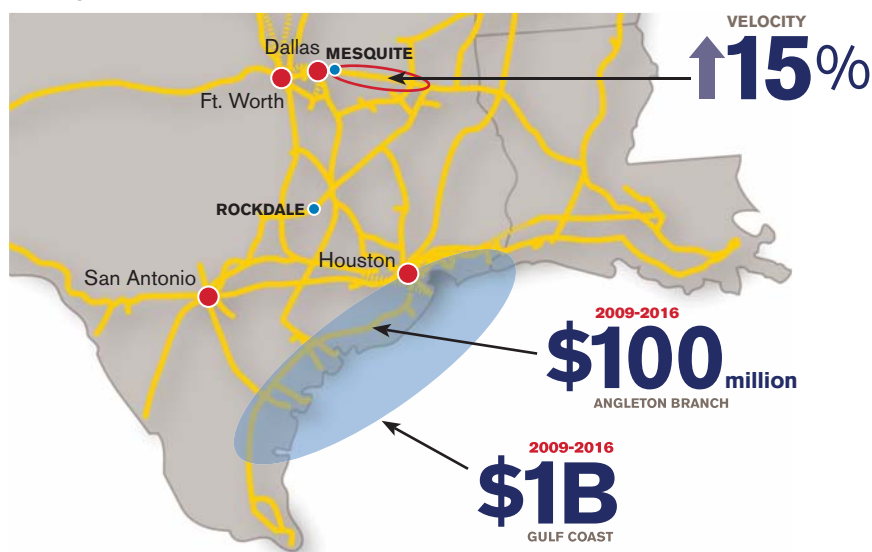 VELOCITY
15%
Dallas
MESQUITE
Ft. Worth
ROCKDALE
Houston
San Antonio
2009-2016
$100 million
ANGLETON BRANCH
2009-2016
$1B
GULF COAST